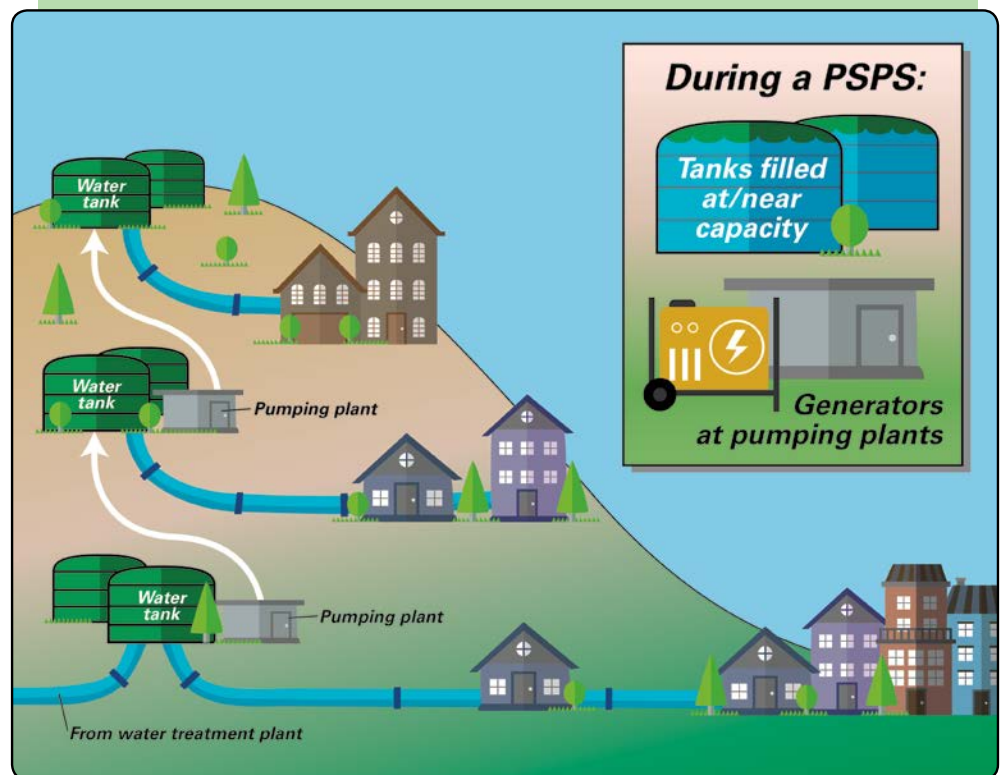 During a PSPS:
Tanks filled
at/near
capacity
Generators
at pumping plants
Water
tank
Water
tank
Pumping plant
Water
tank
Pumping plant
From water treatment plant